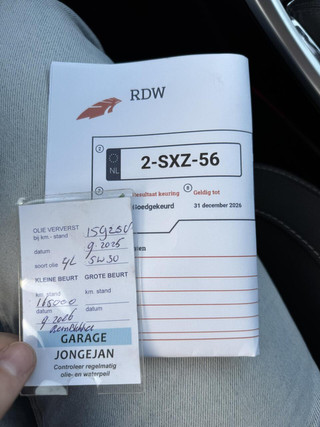 RDW
1
NL
2-SXZ-56
Resultaat keuring
Geldig tot
Goedgekeurd
31 december 2026
OLIE VERVERST
bij km.- stand
datum
9.2025
soort olie 4L 5W30
KLEINE BEURT GROTE BEURT
km. stand km. stand
datum datum
9.2026
GARAGE
JONGEJAN
Controleer regelmatig
olie- en waterpeil